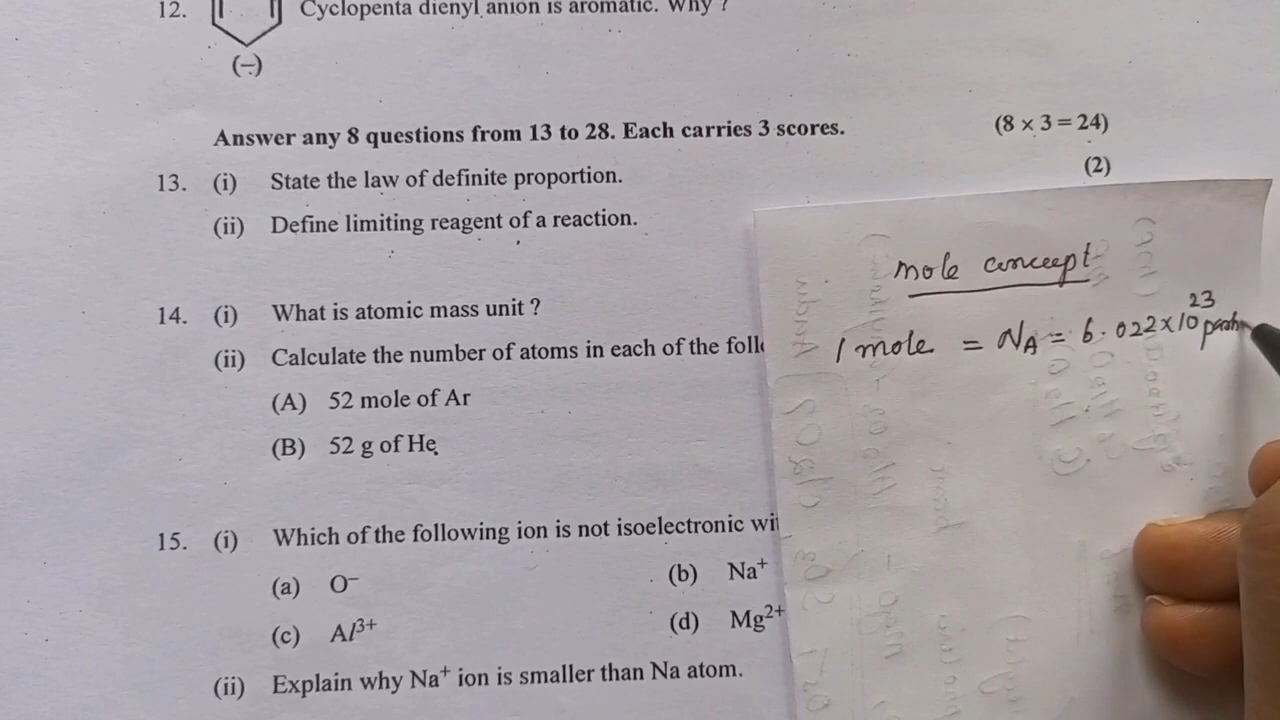 12. Cyclopenta dienyl anion is aromatic. Why ?
(–)
Answer any 8 questions from 13 to 28. Each carries 3 scores. (8 × 3 = 24)
13. (i) State the law of definite proportion. (2)
(ii) Define limiting reagent of a reaction.
14. (i) What is atomic mass unit ?
(ii) Calculate the number of atoms in each of the foll
(A) 52 mole of Ar
(B) 52 g of He
15. (i) Which of the following ion is not isoelectronic wi
(a) O⁻ (b) Na⁺
(c) Al³⁺ (d) Mg²⁺
(ii) Explain why Na⁺ ion is smaller than Na atom.
mole concept
1 mole = N_A = 6.022×10²³